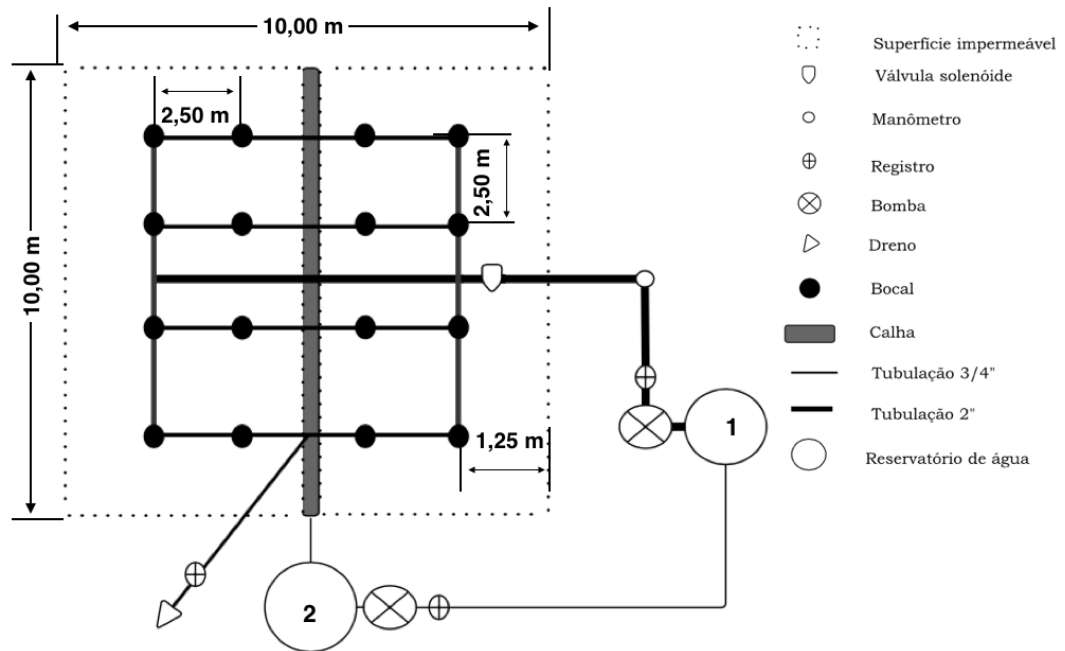 10,00 m
10,00 m
2,50 m
2,50 m
1,25 m
1
2
Superfície impermeável
Válvula solenóide
Manômetro
Registro
Bomba
Dreno
Bocal
Calha
Tubulação 3/4"
Tubulação 2"
Reservatório de água